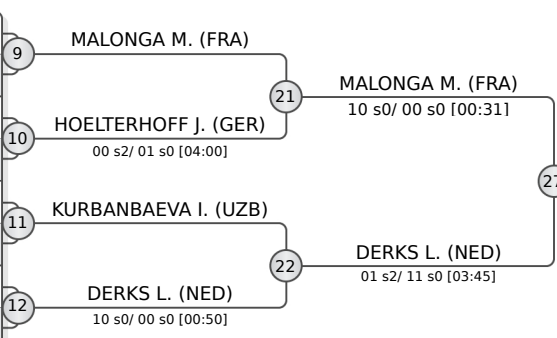 9
MALONGA M. (FRA)
21
MALONGA M. (FRA)
10 s0/ 00 s0 [00:31]
10
HOELTERHOFF J. (GER)
00 s2/ 01 s0 [04:00]
27
11
KURBANBAEVA I. (UZB)
22
DERKS L. (NED)
01 s2/ 11 s0 [03:45]
12
DERKS L. (NED)
10 s0/ 00 s0 [00:50]